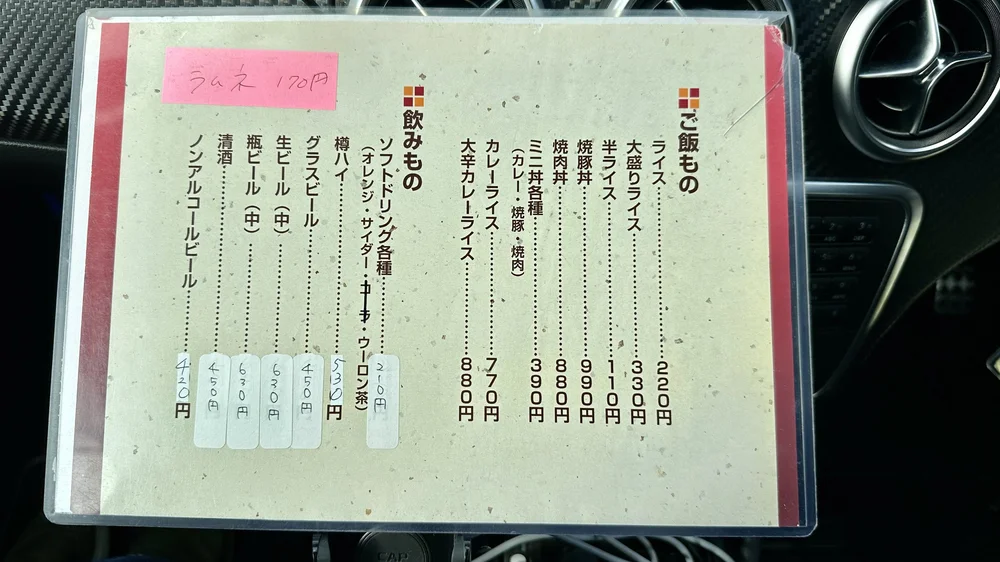 ご飯もの
ライス 220円
大盛りライス 330円
半ライス 110円
焼豚丼 990円
焼肉丼 880円
ミニ丼各種 390円
(カレー・焼豚・焼肉)
カレーライス 770円
大辛カレーライス 880円
飲みもの
ソフトドリング各種 210円
(オレンジ・サイダー・コーラ・ウーロン茶)
樽ハイ 530円
グラスビール 450円
生ビール(中) 630円
瓶ビール(中) 630円
清酒 450円
ノンアルコールビール 420円
ラムネ 170円